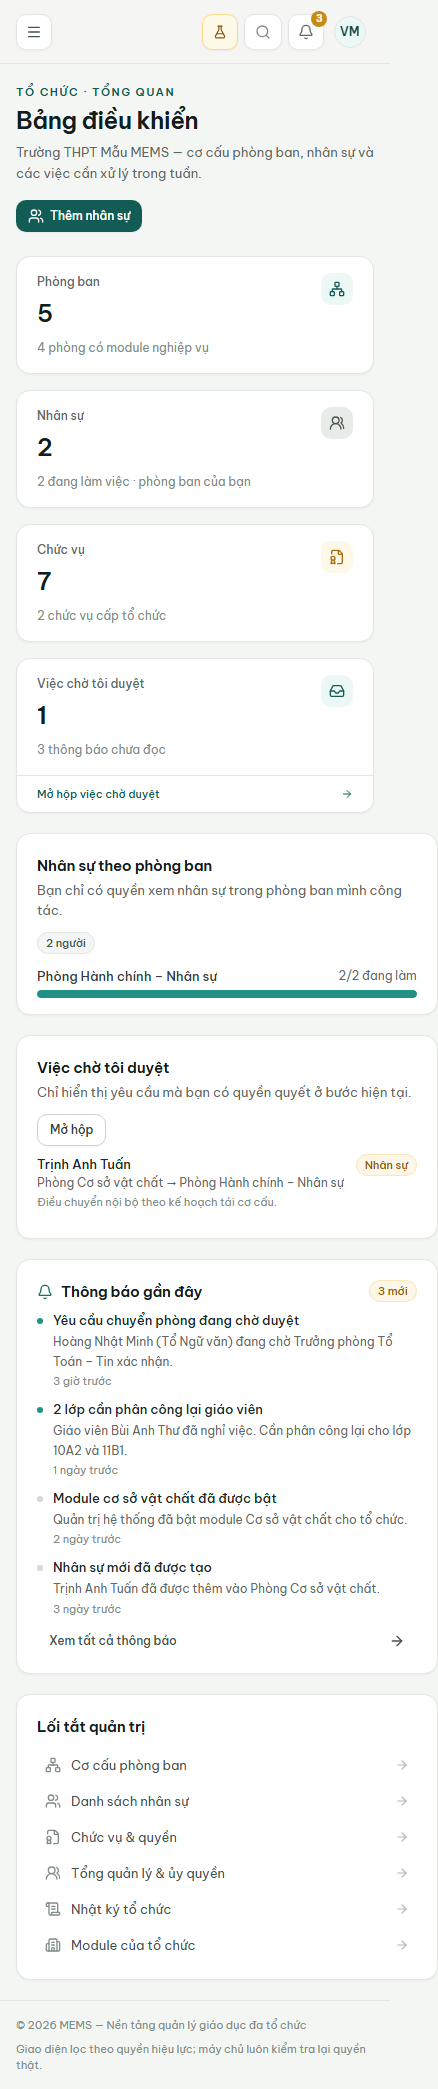 3
VM
TỔ CHỨC · TỔNG QUAN
Bảng điều khiển
Trường THPT Mẫu MEMS — cơ cấu phòng ban, nhân sự và
các việc cần xử lý trong tuần.
Thêm nhân sự
Phòng ban
5
4 phòng có module nghiệp vụ
Nhân sự
2
2 đang làm việc · phòng ban của bạn
Chức vụ
7
2 chức vụ cấp tổ chức
Việc chờ tôi duyệt
1
3 thông báo chưa đọc
Mở hộp việc chờ duyệt
Nhân sự theo phòng ban
Bạn chỉ có quyền xem nhân sự trong phòng ban mình công
tác.
2 người
Phòng Hành chính – Nhân sự 2/2 đang làm
Việc chờ tôi duyệt
Chỉ hiển thị yêu cầu mà bạn có quyền quyết ở bước hiện tại.
Mở hộp
Trịnh Anh Tuấn Nhân sự
Phòng Cơ sở vật chất → Phòng Hành chính – Nhân sự
Điều chuyển nội bộ theo kế hoạch tái cơ cấu.
Thông báo gần đây 3 mới
Yêu cầu chuyển phòng đang chờ duyệt
Hoàng Nhật Minh (Tổ Ngữ văn) đang chờ Trưởng phòng Tổ
Toán – Tin xác nhận.
3 giờ trước
2 lớp cần phân công lại giáo viên
Giáo viên Bùi Anh Thư đã nghỉ việc. Cần phân công lại cho lớp
10A2 và 11B1.
1 ngày trước
Module cơ sở vật chất đã được bật
Quản trị hệ thống đã bật module Cơ sở vật chất cho tổ chức.
2 ngày trước
Nhân sự mới đã được tạo
Trịnh Anh Tuấn đã được thêm vào Phòng Cơ sở vật chất.
3 ngày trước
Xem tất cả thông báo
Lối tắt quản trị
Cơ cấu phòng ban
Danh sách nhân sự
Chức vụ & quyền
Tổng quản lý & ủy quyền
Nhật ký tổ chức
Module của tổ chức
© 2026 MEMS — Nền tảng quản lý giáo dục đa tổ chức
Giao diện lọc theo quyền hiệu lực; máy chủ luôn kiểm tra lại quyền
thật.